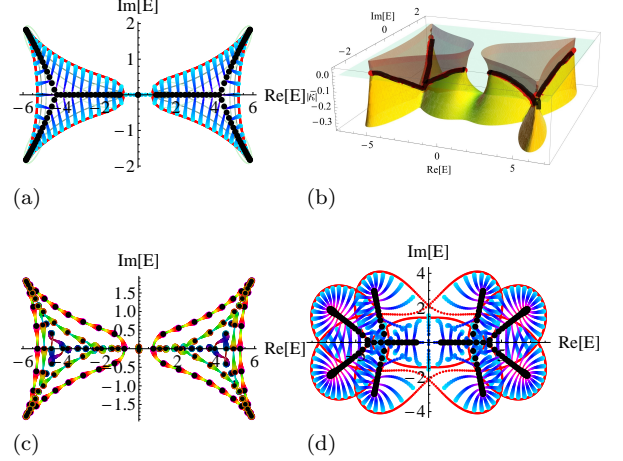 Im[E]
2
1
−6 −4 −2 2 4 6 Re[E]
1
−2
(a)
Im[E]
−2 0 2
0.0
−0.1
|κ̃| −0.2
−0.3
−5 0 5
Re[E]
(b)
Im[E]
1.5
1.0
0.5
−6 −4 −2 2 4 6 Re[E]
−0.5
−1.0
−1.5
(c)
Im[E]
4
2
Re[E]
−2
−4
(d)